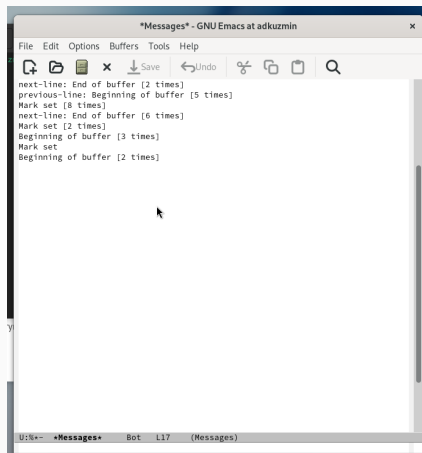 *Messages* - GNU Emacs at adkuzmin
File Edit Options Buffers Tools Help
Save Undo
next-line: End of buffer [2 times]
previous-line: Beginning of buffer [5 times]
Mark set [8 times]
next-line: End of buffer [6 times]
Mark set [2 times]
Beginning of buffer [3 times]
Mark set
Beginning of buffer [2 times]
U:%*- *Messages* Bot L17 (Messages)